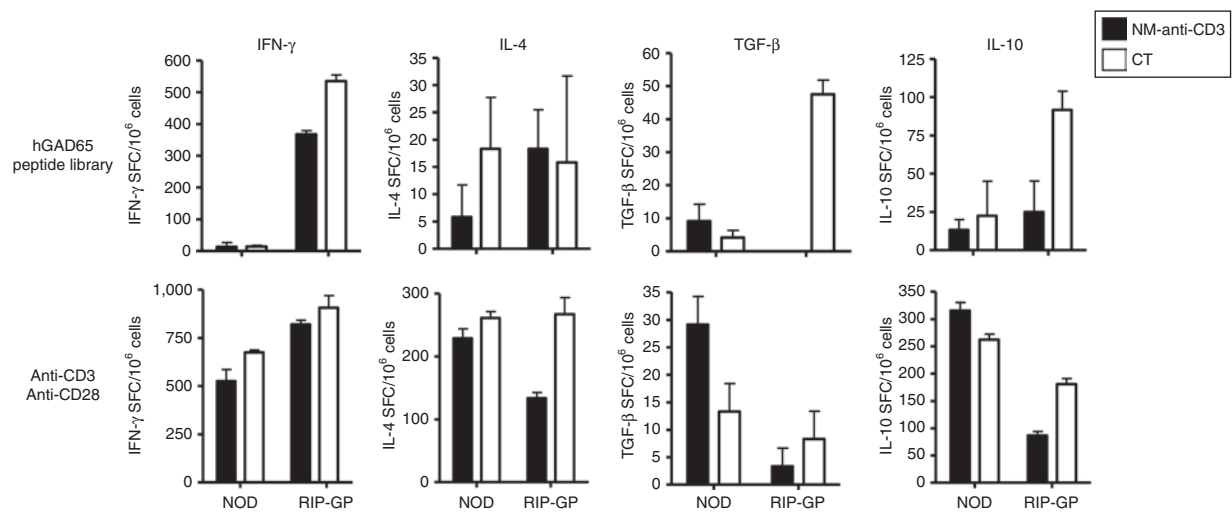 NM-anti-CD3
CT
hGAD65
peptide library
IFN-γ
IFN-γ SFC/10⁶ cells
600
500
400
300
200
100
0
IL-4
IL-4 SFC/10⁶ cells
35
30
25
20
15
10
5
0
TGF-β
TGF-β SFC/10⁶ cells
60
50
40
30
20
10
0
IL-10
IL-10 SFC/10⁶ cells
125
100
75
50
25
0
Anti-CD3
Anti-CD28
IFN-γ SFC/10⁶ cells
1,000
750
500
250
0
NOD RIP-GP
IL-4 SFC/10⁶ cells
300
200
100
0
NOD RIP-GP
TGF-β SFC/10⁶ cells
35
30
25
20
15
10
5
0
NOD RIP-GP
IL-10 SFC/10⁶ cells
350
300
250
200
150
100
50
0
NOD RIP-GP